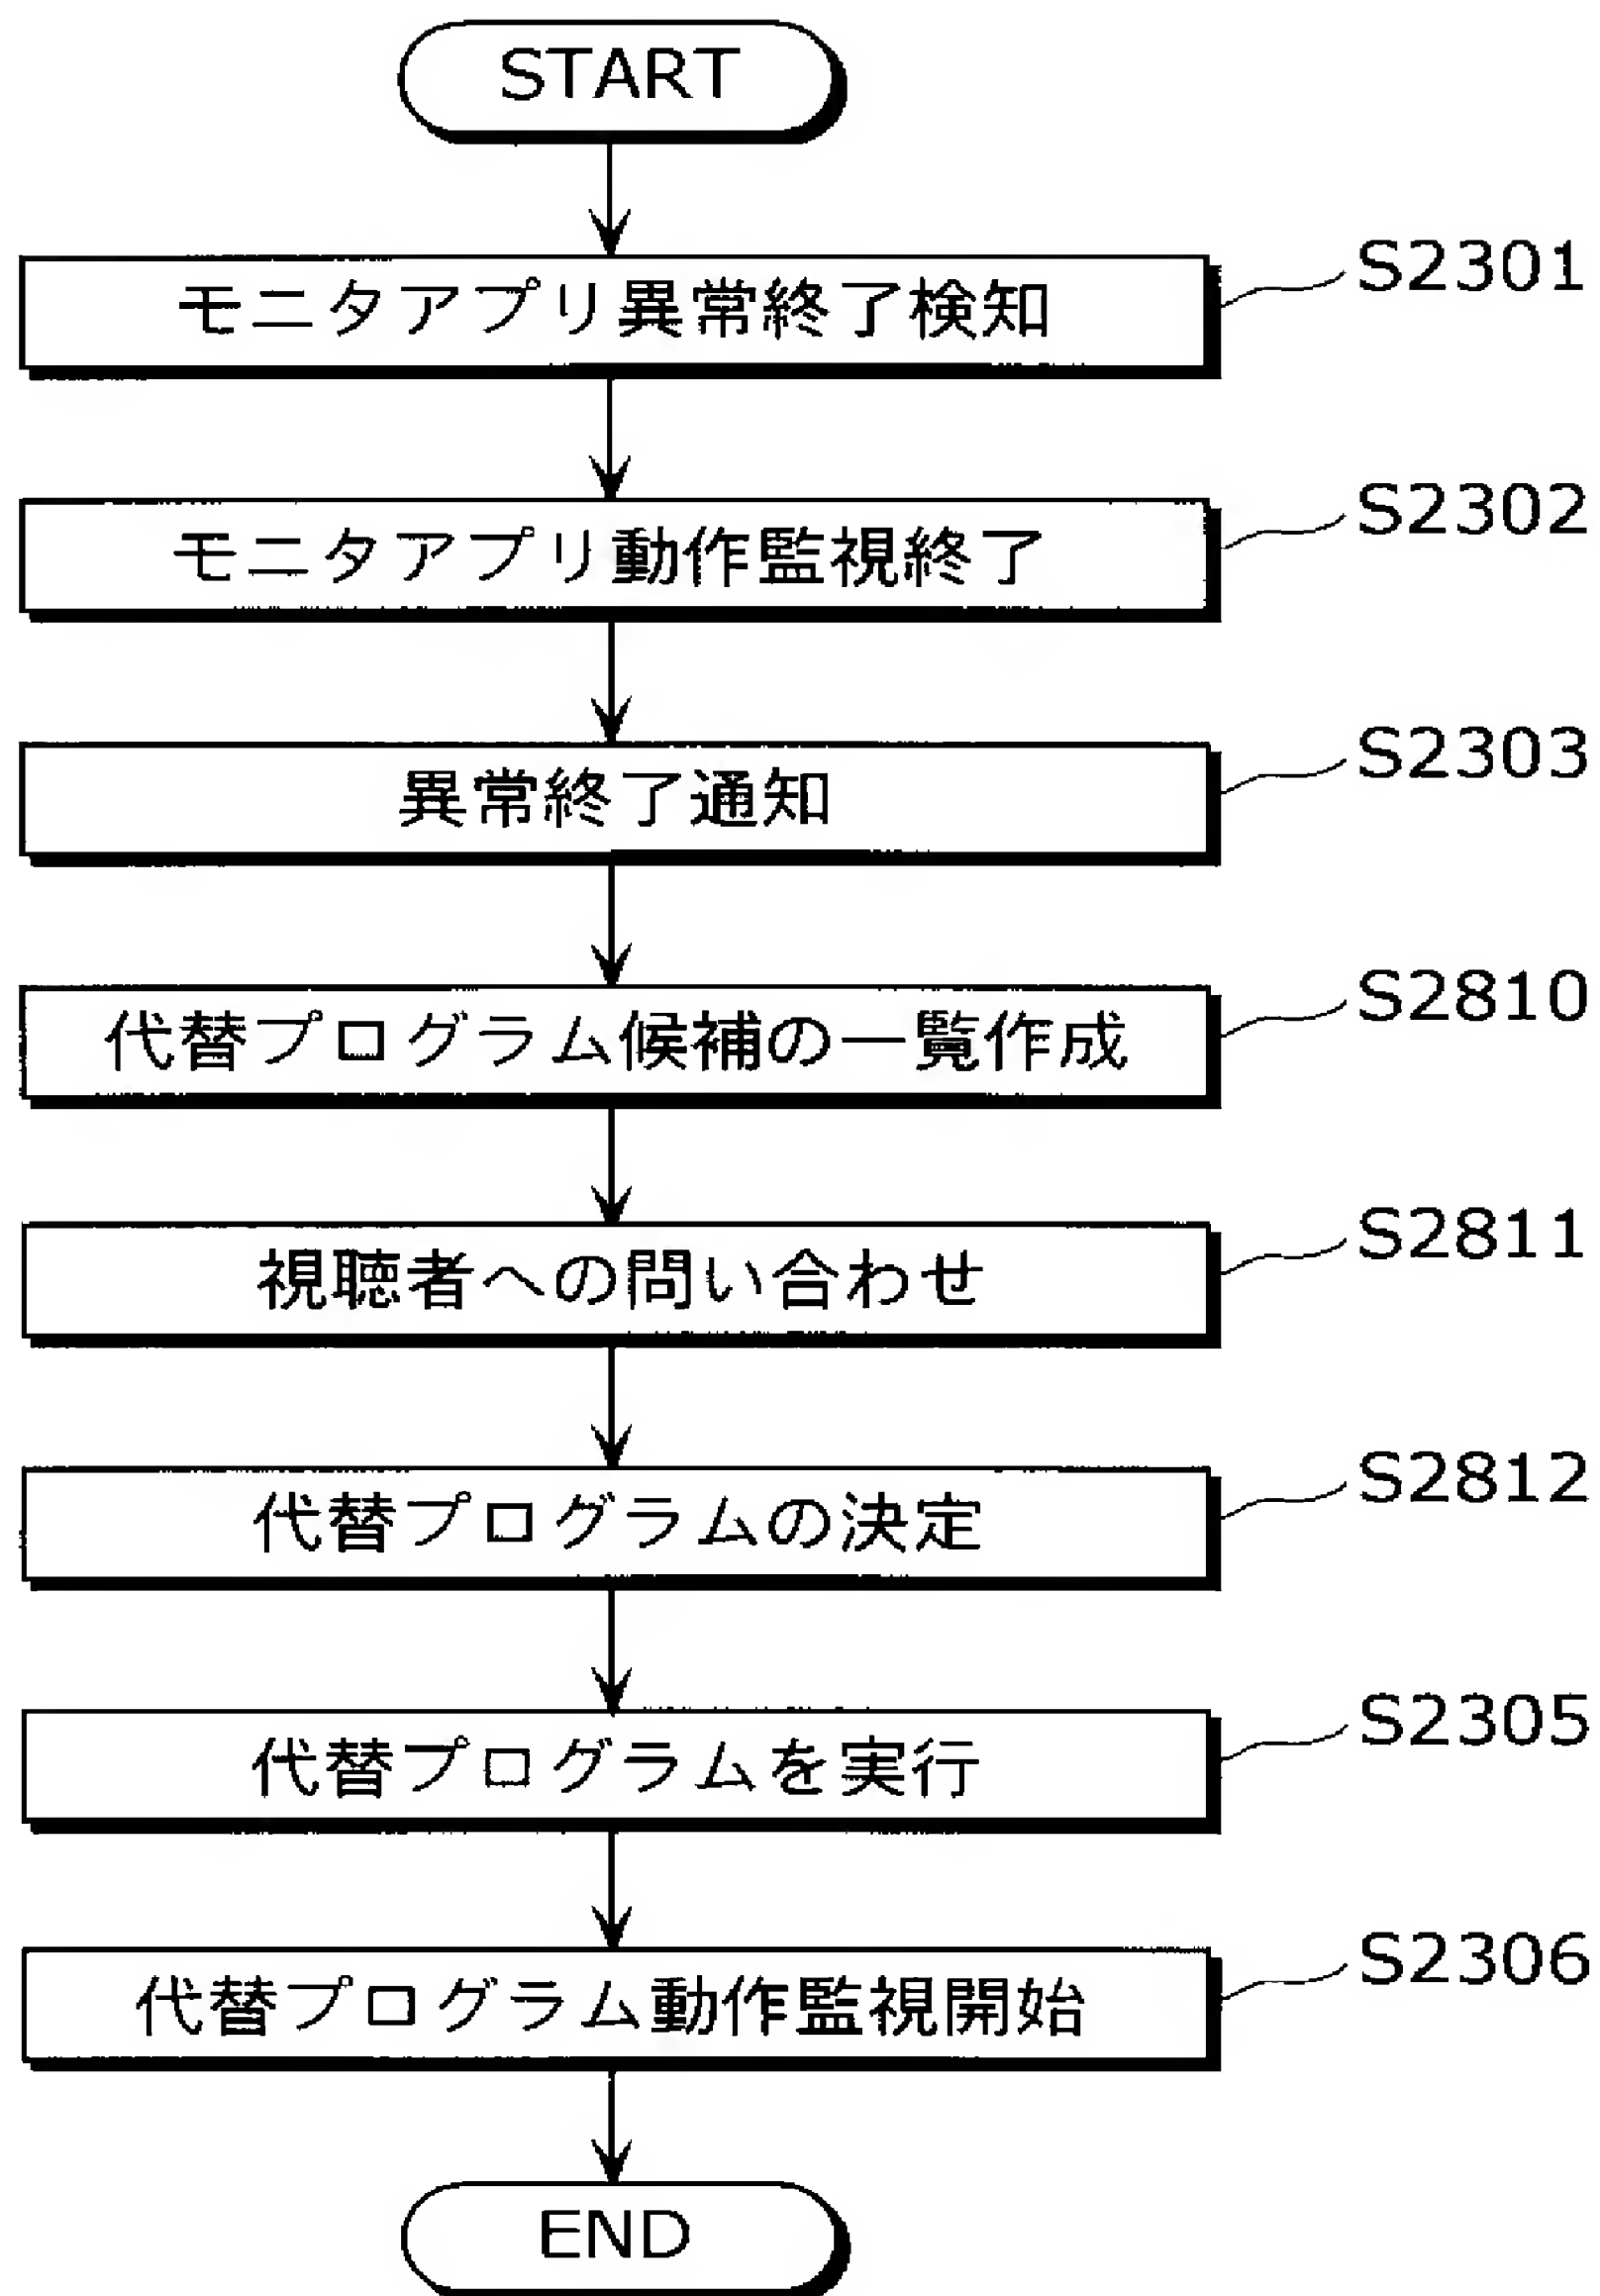 START
モニタアプリ異常終了検知
S2301
モニタアプリ動作監視終了
S2302
異常終了通知
S2303
代替プログラム候補の一覧作成
S2810
視聴者への問い合わせ
S2811
代替プログラムの決定
S2812
代替プログラムを実行
S2305
代替プログラム動作監視開始
S2306
END